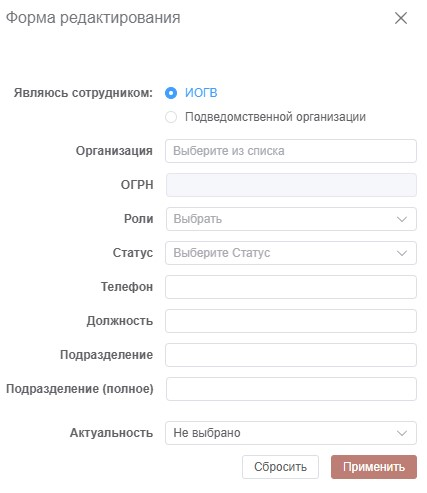 Форма редактирования
Являюсь сотрудником:
ИОГВ
Подведомственной организации
Организация
Выберите из списка
ОГРН
Роли
Выбрать
Статус
Выберите Статус
Телефон
Должность
Подразделение
Подразделение (полное)
Актуальность
Не выбрано
Сбросить
Применить